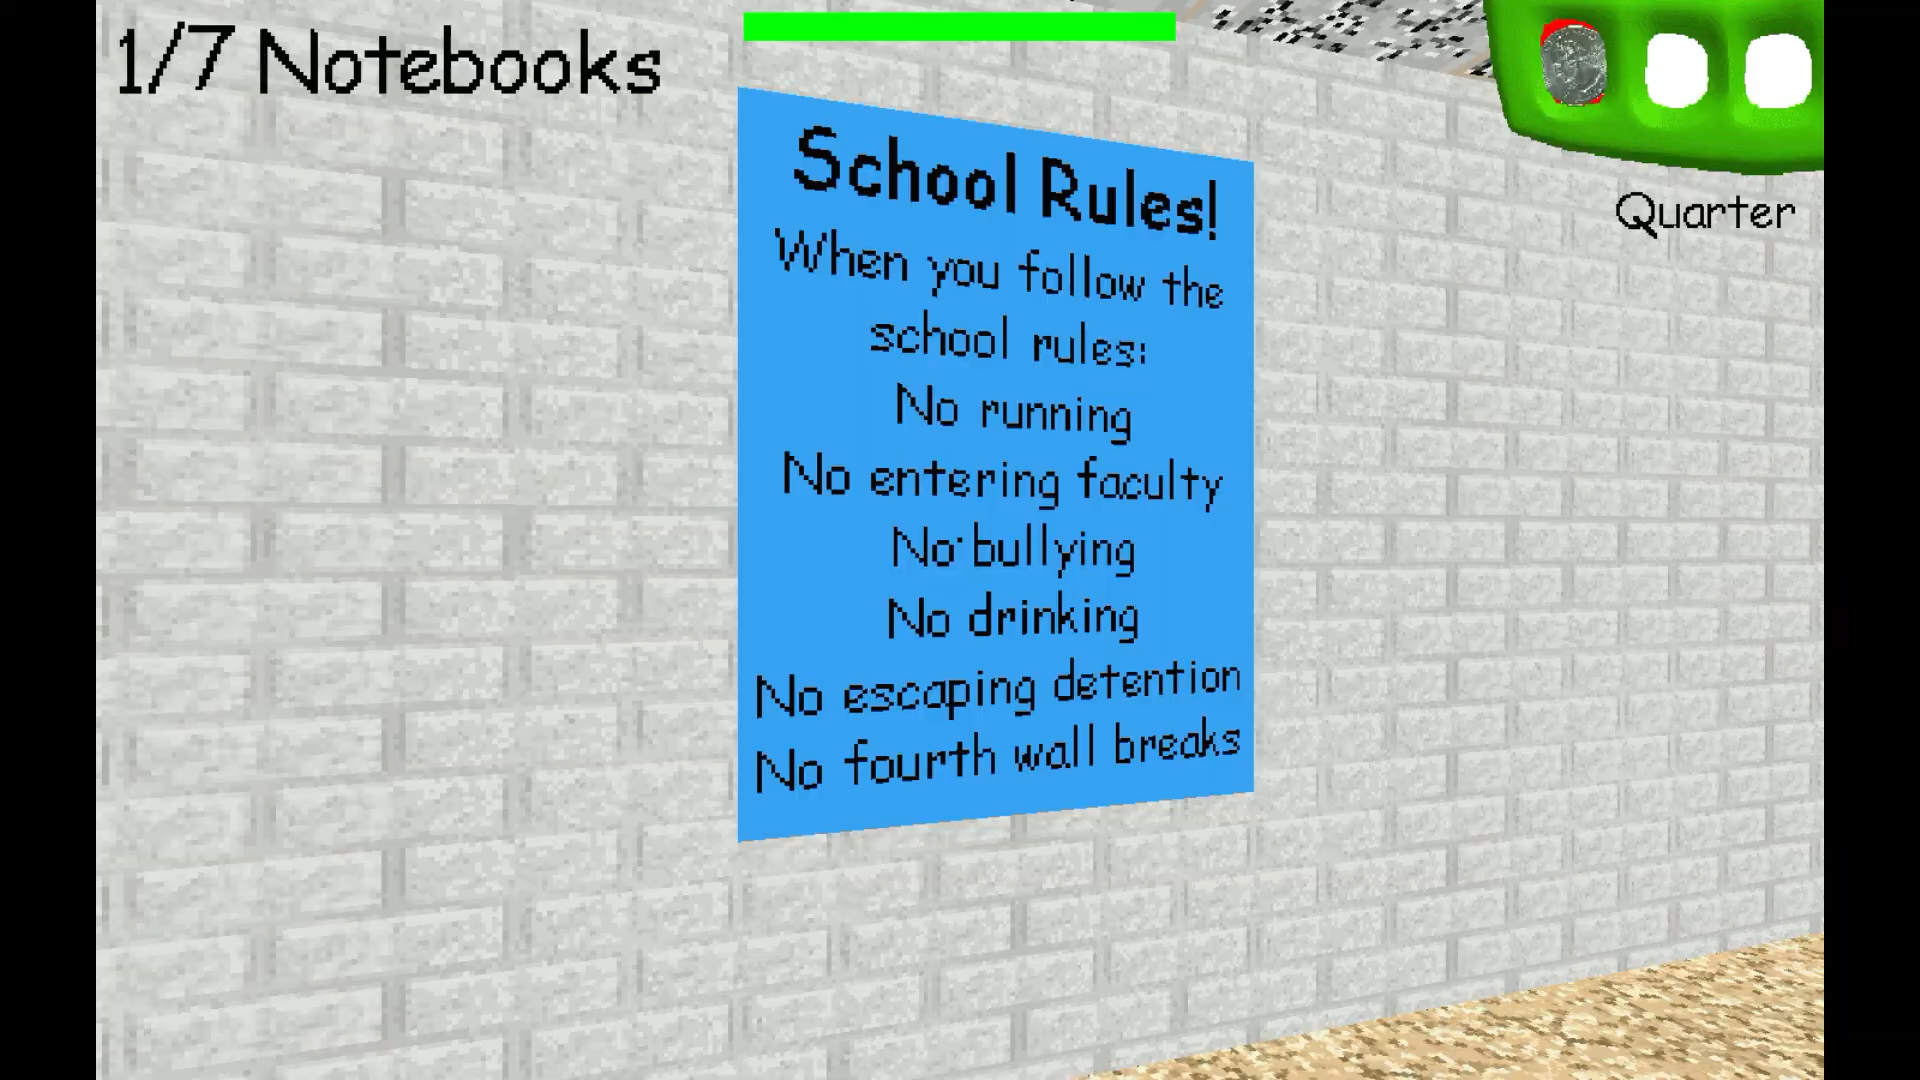 1/7 Notebooks
Quarter
School Rules!
When you follow the
school rules:
No running
No entering faculty
No bullying
No drinking
No escaping detention
No fourth wall breaks